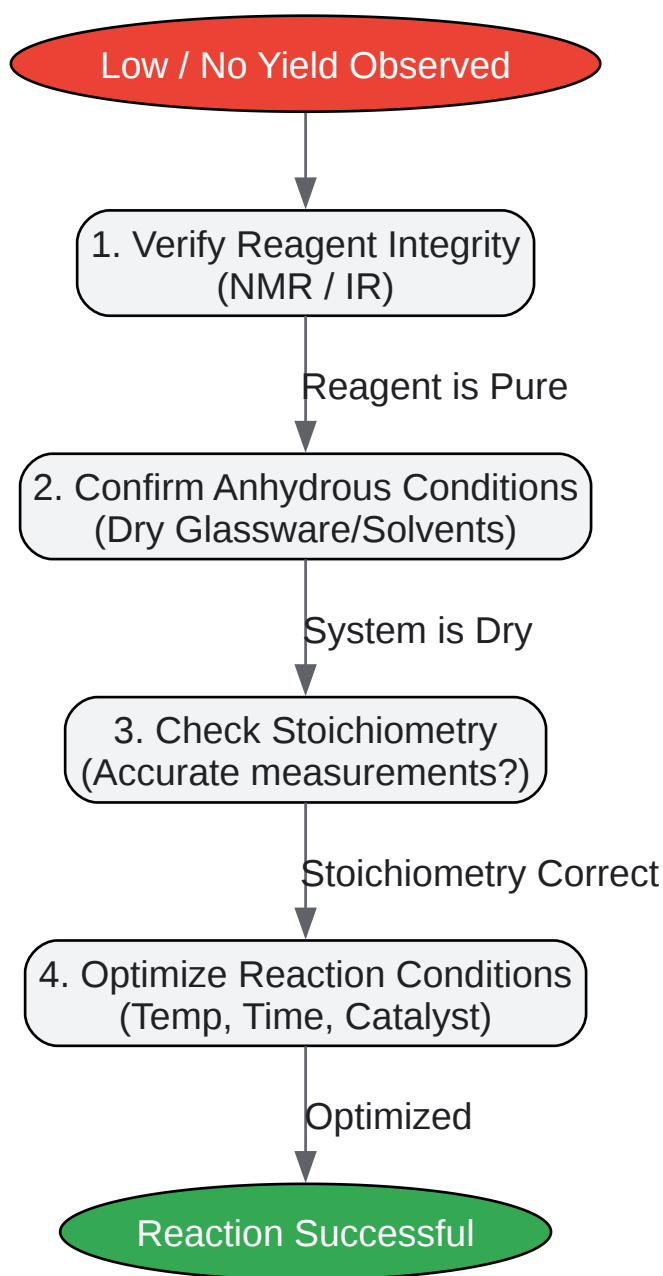 Low / No Yield Observed
1. Verify Reagent Integrity
(NMR / IR)
Reagent is Pure
2. Confirm Anhydrous Conditions
(Dry Glassware/Solvents)
System is Dry
3. Check Stoichiometry
(Accurate measurements?)
Stoichiometry Correct
4. Optimize Reaction Conditions
(Temp, Time, Catalyst)
Optimized
Reaction Successful